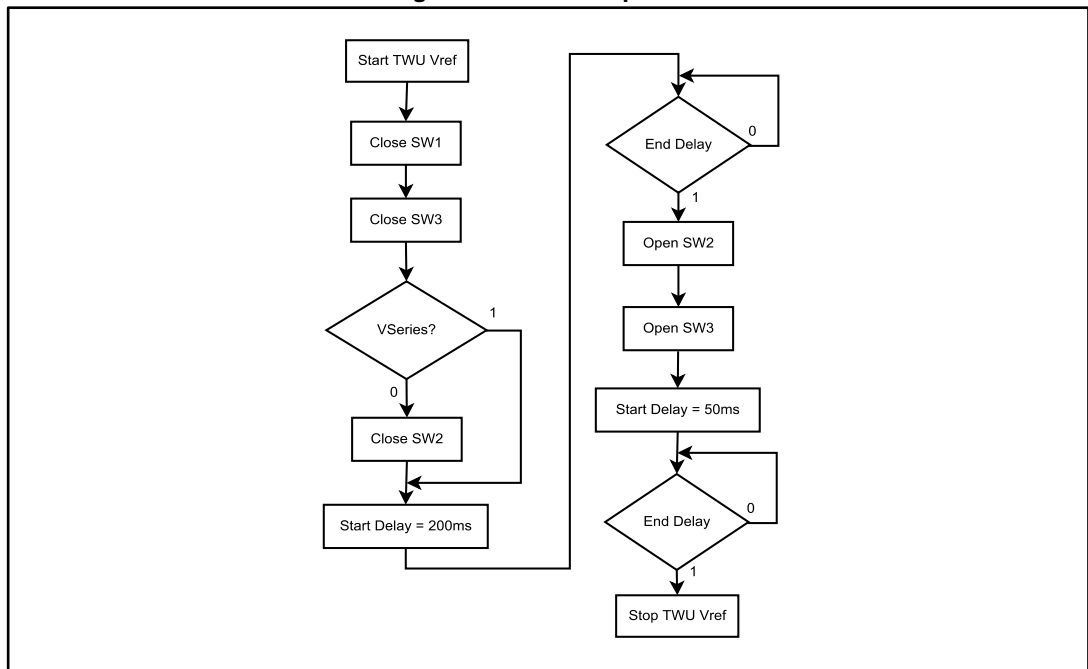 Start TWU Vref
Close SW1
Close SW3
VSeries?
1
0
Close SW2
Start Delay = 200ms
End Delay
0
1
Open SW2
Open SW3
Start Delay = 50ms
End Delay
0
1
Stop TWU Vref